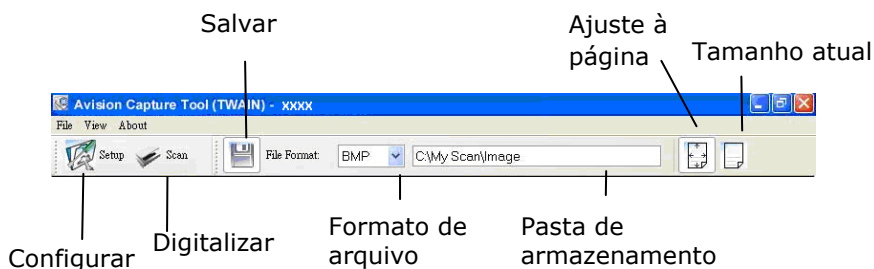 Salvar
Ajuste à
página
Tamanho atual
Avision Capture Tool (TWAIN) - xxxx
File View About
Setup Scan File Format: BMP C:\My Scan\Image
Configurar
Digitalizar
Formato de
arquivo
Pasta de
armazenamento